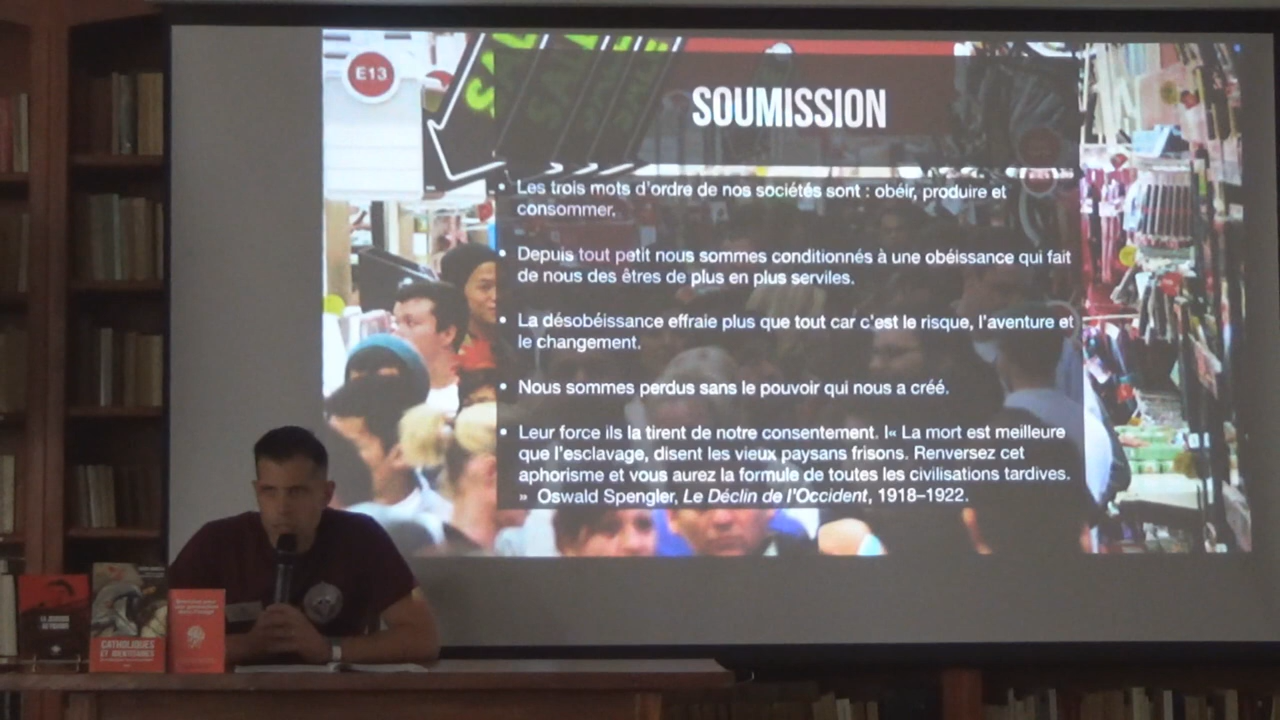 E13
SOUMISSION
• Les trois mots d'ordre de nos sociétés sont : obéir, produire et
consommer.
• Depuis tout petit nous sommes conditionnés à une obéissance qui fait
de nous des êtres de plus en plus serviles.
• La désobéissance effraie plus que tout car c'est le risque, l'aventure et
le changement.
• Nous sommes perdus sans le pouvoir qui nous a créé.
• Leur force ils la tirent de notre consentement. l« La mort est meilleure
que l'esclavage, disent les vieux paysans frisons. Renversez cet
aphorisme et vous aurez la formule de toutes les civilisations tardives.
» Oswald Spengler, Le Déclin de l'Occident, 1918–1922.
CATHOLIQUES
ET IDENTITAIRES